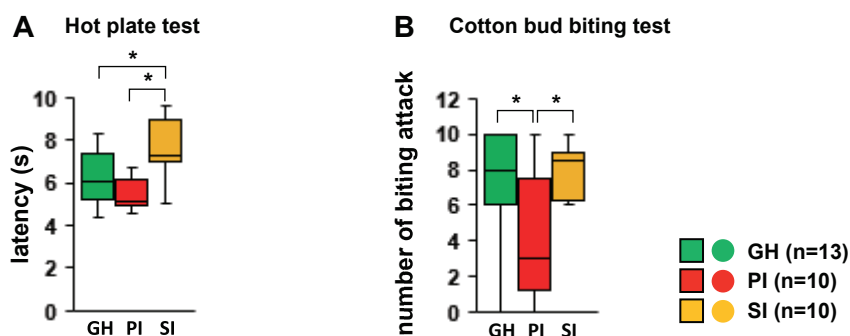 A Hot plate test
B Cotton bud biting test
*
*
10
8
6
4
2
0
latency (s)
GH PI SI
* *
12
10
8
6
4
2
0
number of biting attack
GH PI SI
GH (n=13)
PI (n=10)
SI (n=10)